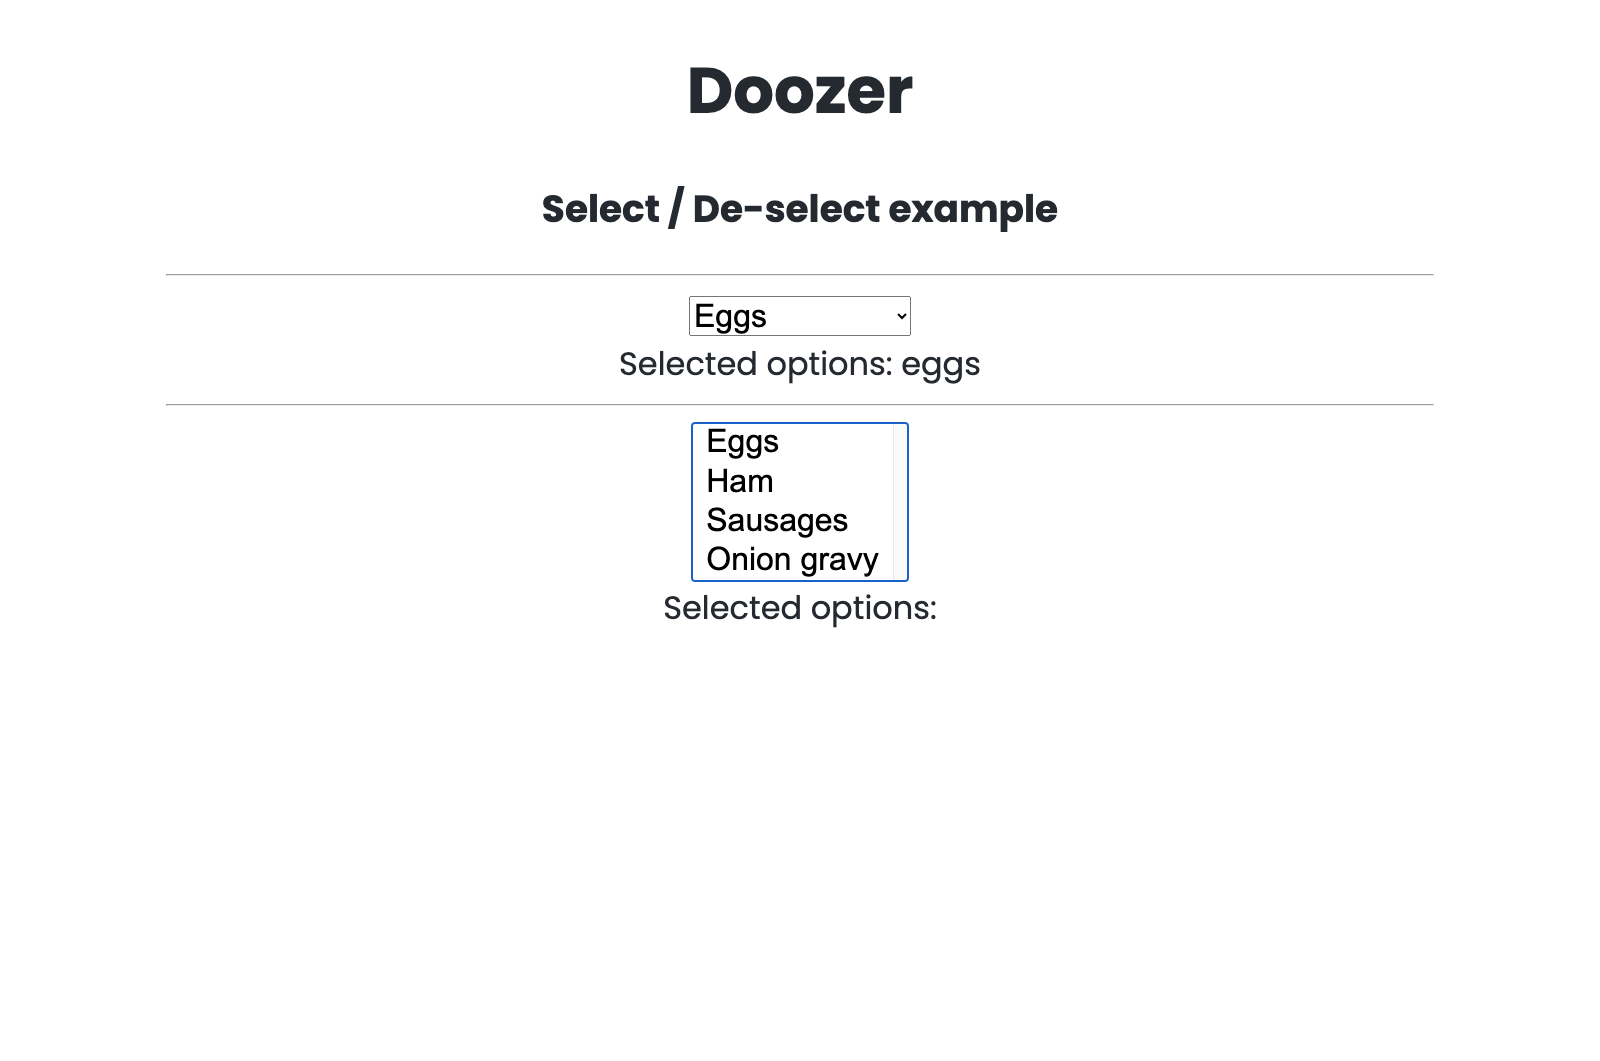 Doozer
Select / De-select example
Eggs
Selected options: eggs
Eggs
Ham
Sausages
Onion gravy
Selected options: